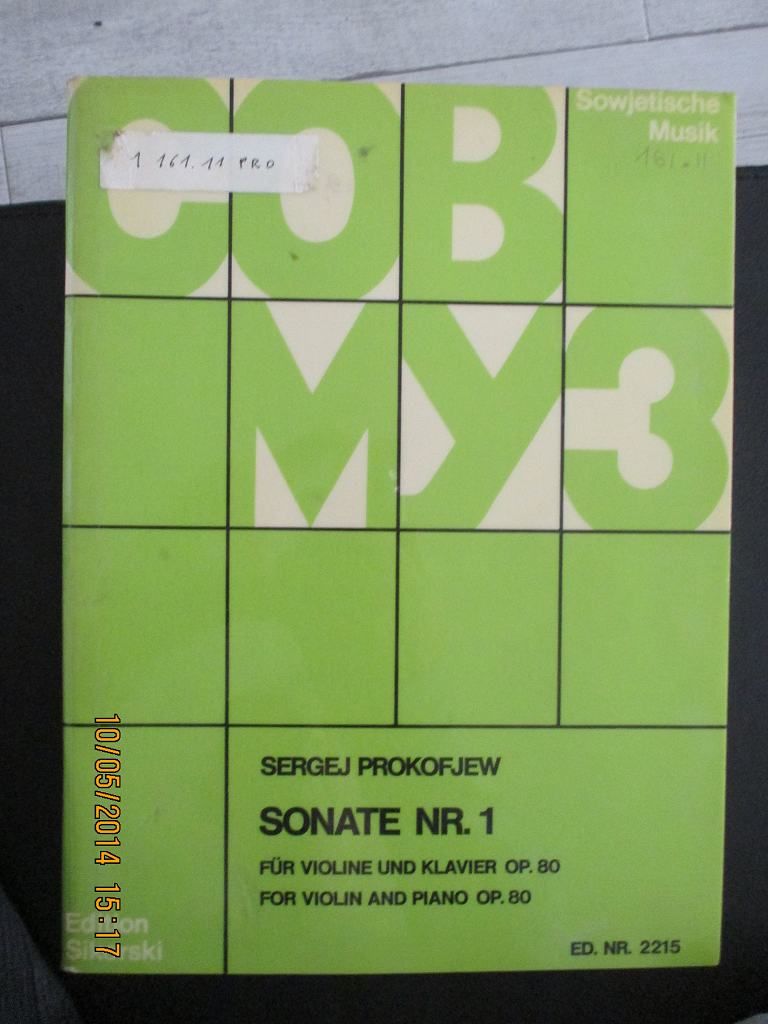 СОВ
Sowjetische
Musik
1 161.11 PRO
161.11
МУЗ
SERGEJ PROKOFJEW
SONATE NR. 1
FÜR VIOLINE UND KLAVIER OP. 80
FOR VIOLIN AND PIANO OP. 80
ED. NR. 2215
Edition
Sikorski
10/05/2014 15:17